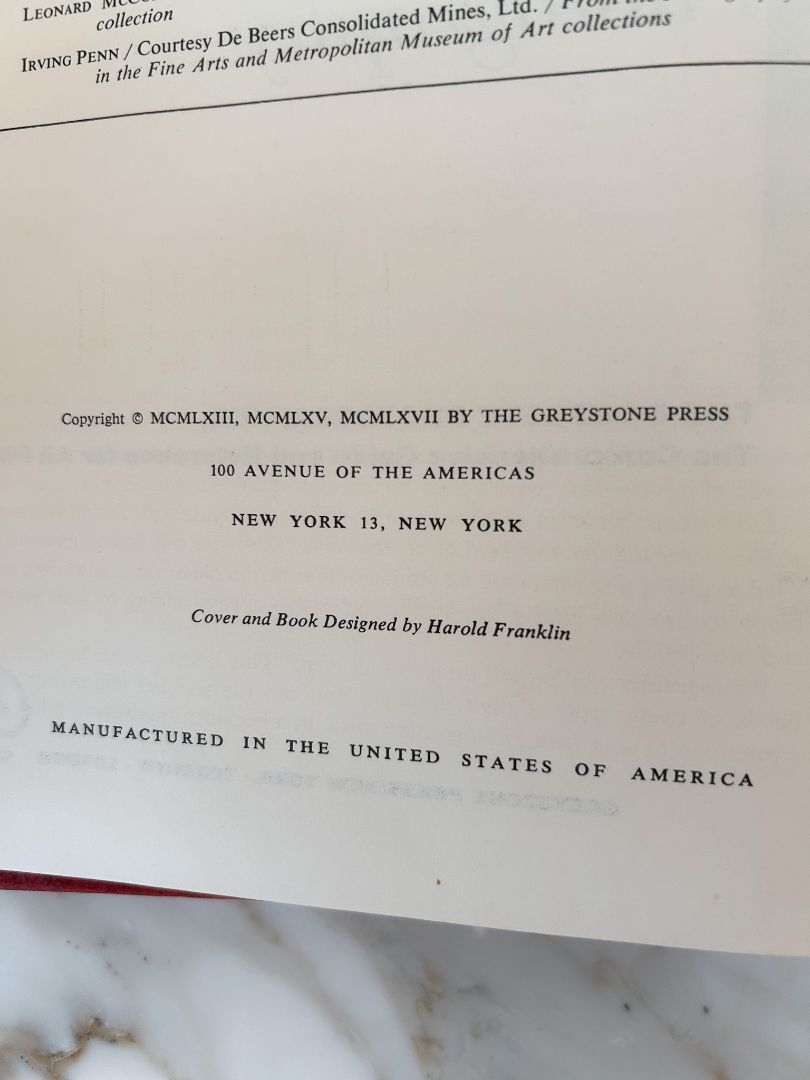 LEONARD
collection
IRVING PENN / Courtesy De Beers Consolidated Mines, Ltd. / From the
in the Fine Arts and Metropolitan Museum of Art collections
Copyright © MCMLXIII, MCMLXV, MCMLXVII BY THE GREYSTONE PRESS
100 AVENUE OF THE AMERICAS
NEW YORK 13, NEW YORK
Cover and Book Designed by Harold Franklin
MANUFACTURED IN THE UNITED STATES OF AMERICA